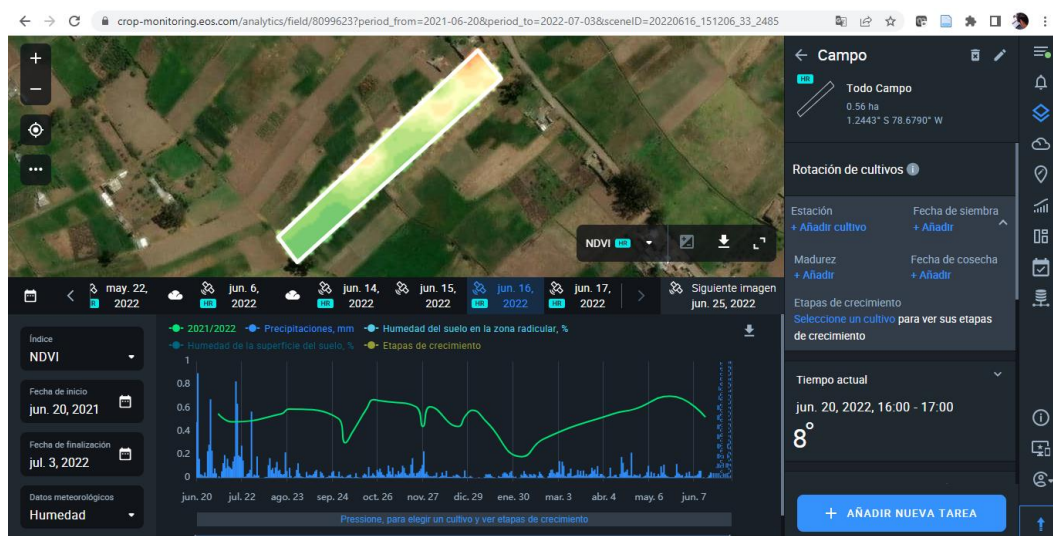 crop-monitoring.eos.com/analytics/field/8099623?period_from=2021-06-20&period_to=2022-07-03&sceneID=20220616_151206_33_2485
Campo
HR
Todo Campo
0.56 ha
1.2443° S 78.6790° W
Rotación de cultivos
Estación
Fecha de siembra
+ Añadir cultivo
+ Añadir
Madurez
Fecha de cosecha
+ Añadir
+ Añadir
Etapas de crecimiento
Seleccione un cultivo para ver sus etapas
de crecimiento
Tiempo actual
jun. 20, 2022, 16:00 - 17:00
8°
+ AÑADIR NUEVA TAREA
NDVI HR
may. 22,
2022
jun. 6,
HR 2022
jun. 14,
HR 2022
jun. 15,
2022
jun. 16,
HR 2022
jun. 17,
HR 2022
Siguiente imagen
jun. 25, 2022
Índice
NDVI
Fecha de inicio
jun. 20, 2021
Fecha de finalización
jul. 3, 2022
Datos meteorológicos
Humedad
2021/2022 Precipitaciones, mm Humedad del suelo en la zona radicular, %
Humedad de la superficie del suelo, % Etapas de crecimiento
1
0.8
0.6
0.4
0.2
0
jun. 20 jul. 22 ago. 23 sep. 24 oct. 26 nov. 27 dic. 29 ene. 30 mar. 3 abr. 4 may. 6 jun. 7
Pressione, para elegir un cultivo y ver etapas de crecimiento